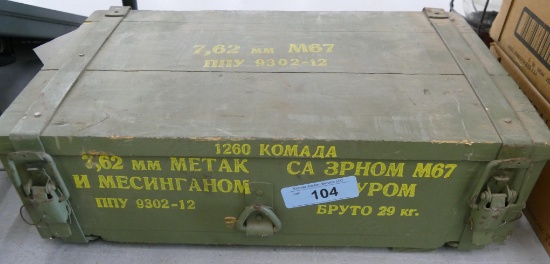 7,62 мм М67
ППУ 9302-12
1260 КОМАДА
7,62 мм МЕТАК СА ЗРНОМ М67
И МЕСИНГАНОМ УРОМ
ППУ 9302-12 БРУТО 29 кг.
104